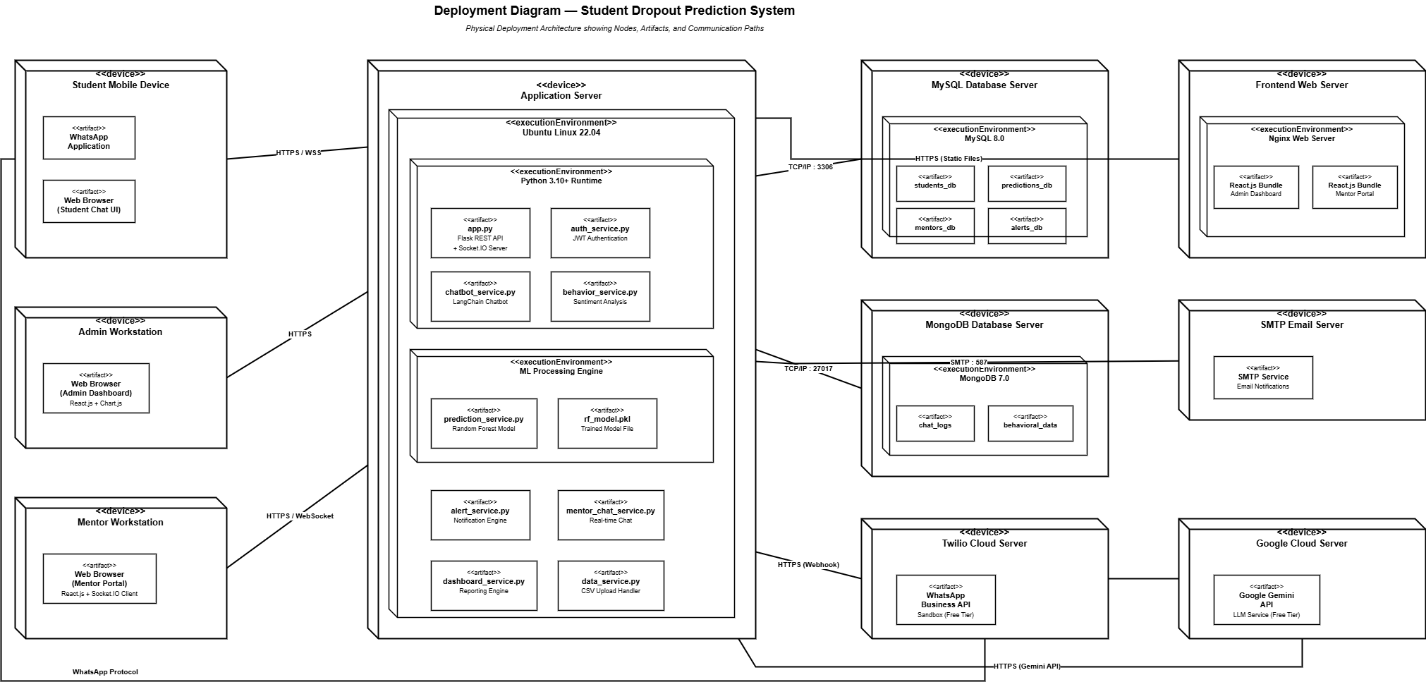 Deployment Diagram — Student Dropout Prediction System
Physical Deployment Architecture showing Nodes, Artifacts, and Communication Paths
<<device>>
Student Mobile Device
<<artifact>>
WhatsApp
Application
<<artifact>>
Web Browser
(Student Chat UI)
HTTPS / WSS
<<device>>
Admin Workstation
<<artifact>>
Web Browser
(Admin Dashboard)
React.js + Chart.js
HTTPS
<<device>>
Mentor Workstation
<<artifact>>
Web Browser
(Mentor Portal)
React.js + Socket.IO Client
HTTPS / WebSocket
WhatsApp Protocol
<<device>>
Application Server
<<executionEnvironment>>
Ubuntu Linux 22.04
<<executionEnvironment>>
Python 3.10+ Runtime
<<artifact>>
app.py
Flask REST API
+ Socket.IO Server
<<artifact>>
auth_service.py
JWT Authentication
<<artifact>>
chatbot_service.py
LangChain Chatbot
<<artifact>>
behavior_service.py
Sentiment Analysis
<<executionEnvironment>>
ML Processing Engine
<<artifact>>
prediction_service.py
Random Forest Model
<<artifact>>
rf_model.pkl
Trained Model File
<<artifact>>
alert_service.py
Notification Engine
<<artifact>>
mentor_chat_service.py
Real-time Chat
<<artifact>>
dashboard_service.py
Reporting Engine
<<artifact>>
data_service.py
CSV Upload Handler
TCP/IP : 3306
<<device>>
MySQL Database Server
<<executionEnvironment>>
MySQL 8.0
HTTPS (Static Files)
<<artifact>>
students_db
<<artifact>>
predictions_db
<<artifact>>
mentors_db
<<artifact>>
alerts_db
<<device>>
Frontend Web Server
<<executionEnvironment>>
Nginx Web Server
<<artifact>>
React.js Bundle
Admin Dashboard
<<artifact>>
React.js Bundle
Mentor Portal
TCP/IP : 27017
<<device>>
MongoDB Database Server
SMTP : 587
<<executionEnvironment>>
MongoDB 7.0
<<artifact>>
chat_logs
<<artifact>>
behavioral_data
<<device>>
SMTP Email Server
<<artifact>>
SMTP Service
Email Notifications
HTTPS (Webhook)
<<device>>
Twilio Cloud Server
<<artifact>>
WhatsApp
Business API
Sandbox (Free Tier)
<<device>>
Google Cloud Server
<<artifact>>
Google Gemini
API
LLM Service (Free Tier)
HTTPS (Gemini API)